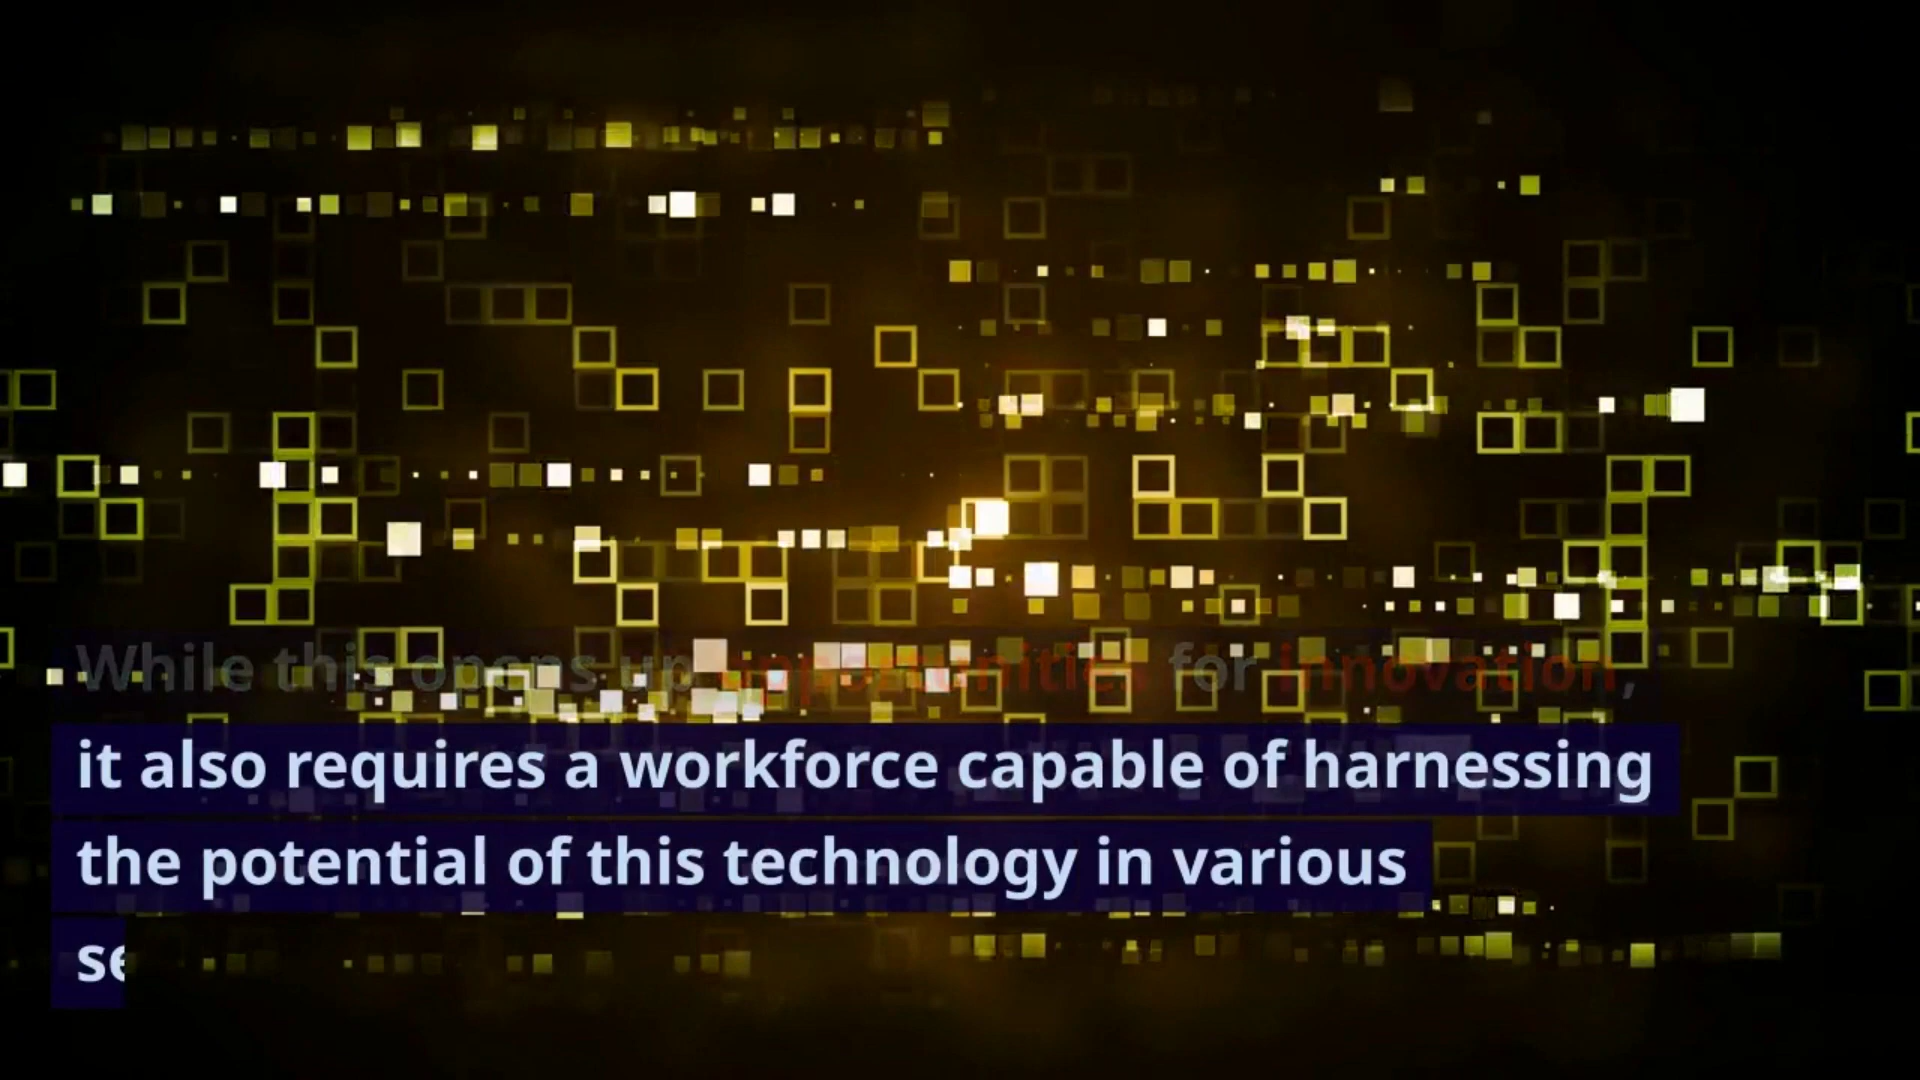 While this opens up opportunities for innovation,
it also requires a workforce capable of harnessing
the potential of this technology in various
se